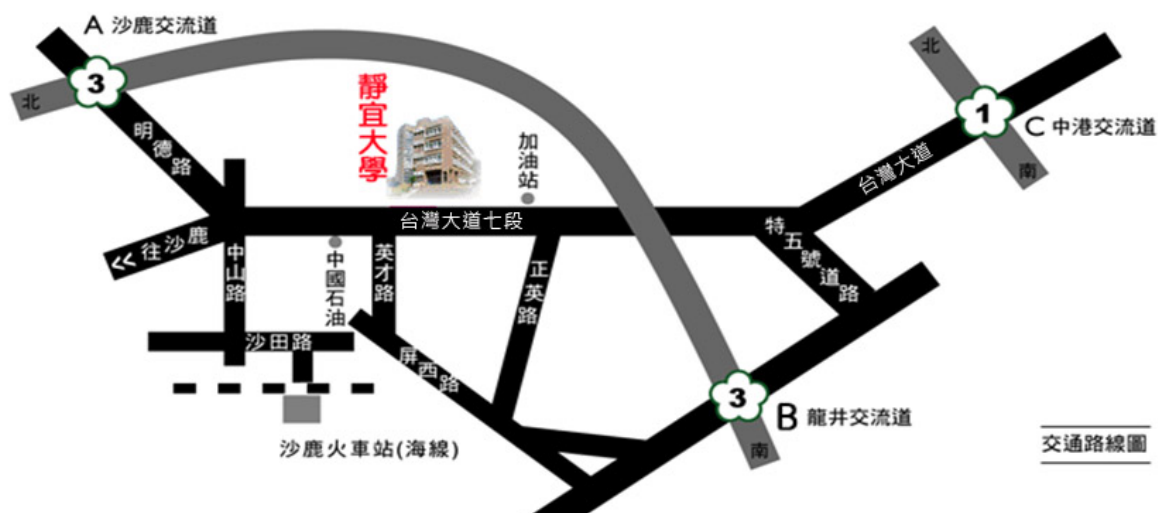 A 沙鹿交流道
3
北
明德路
靜宜大學
加油站
北
1
C 中港交流道
南
台灣大道
台灣大道七段
<< 往沙鹿
中山路
中國石油
英才路
正英路
特五號道路
沙田路
屏西路
3
B 龍井交流道
南
沙鹿火車站(海線)
交通路線圖